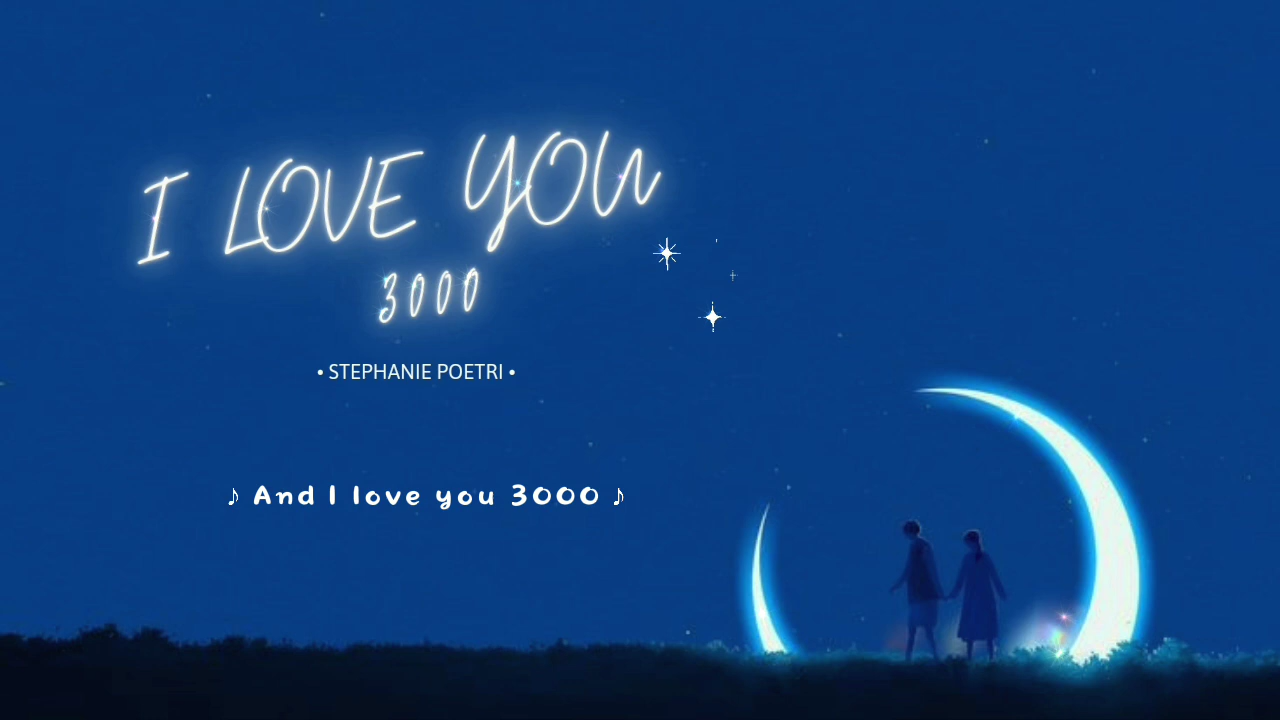 I LOVE YOU
3000
• STEPHANIE POETRI •
♪ And I love you 3000 ♪